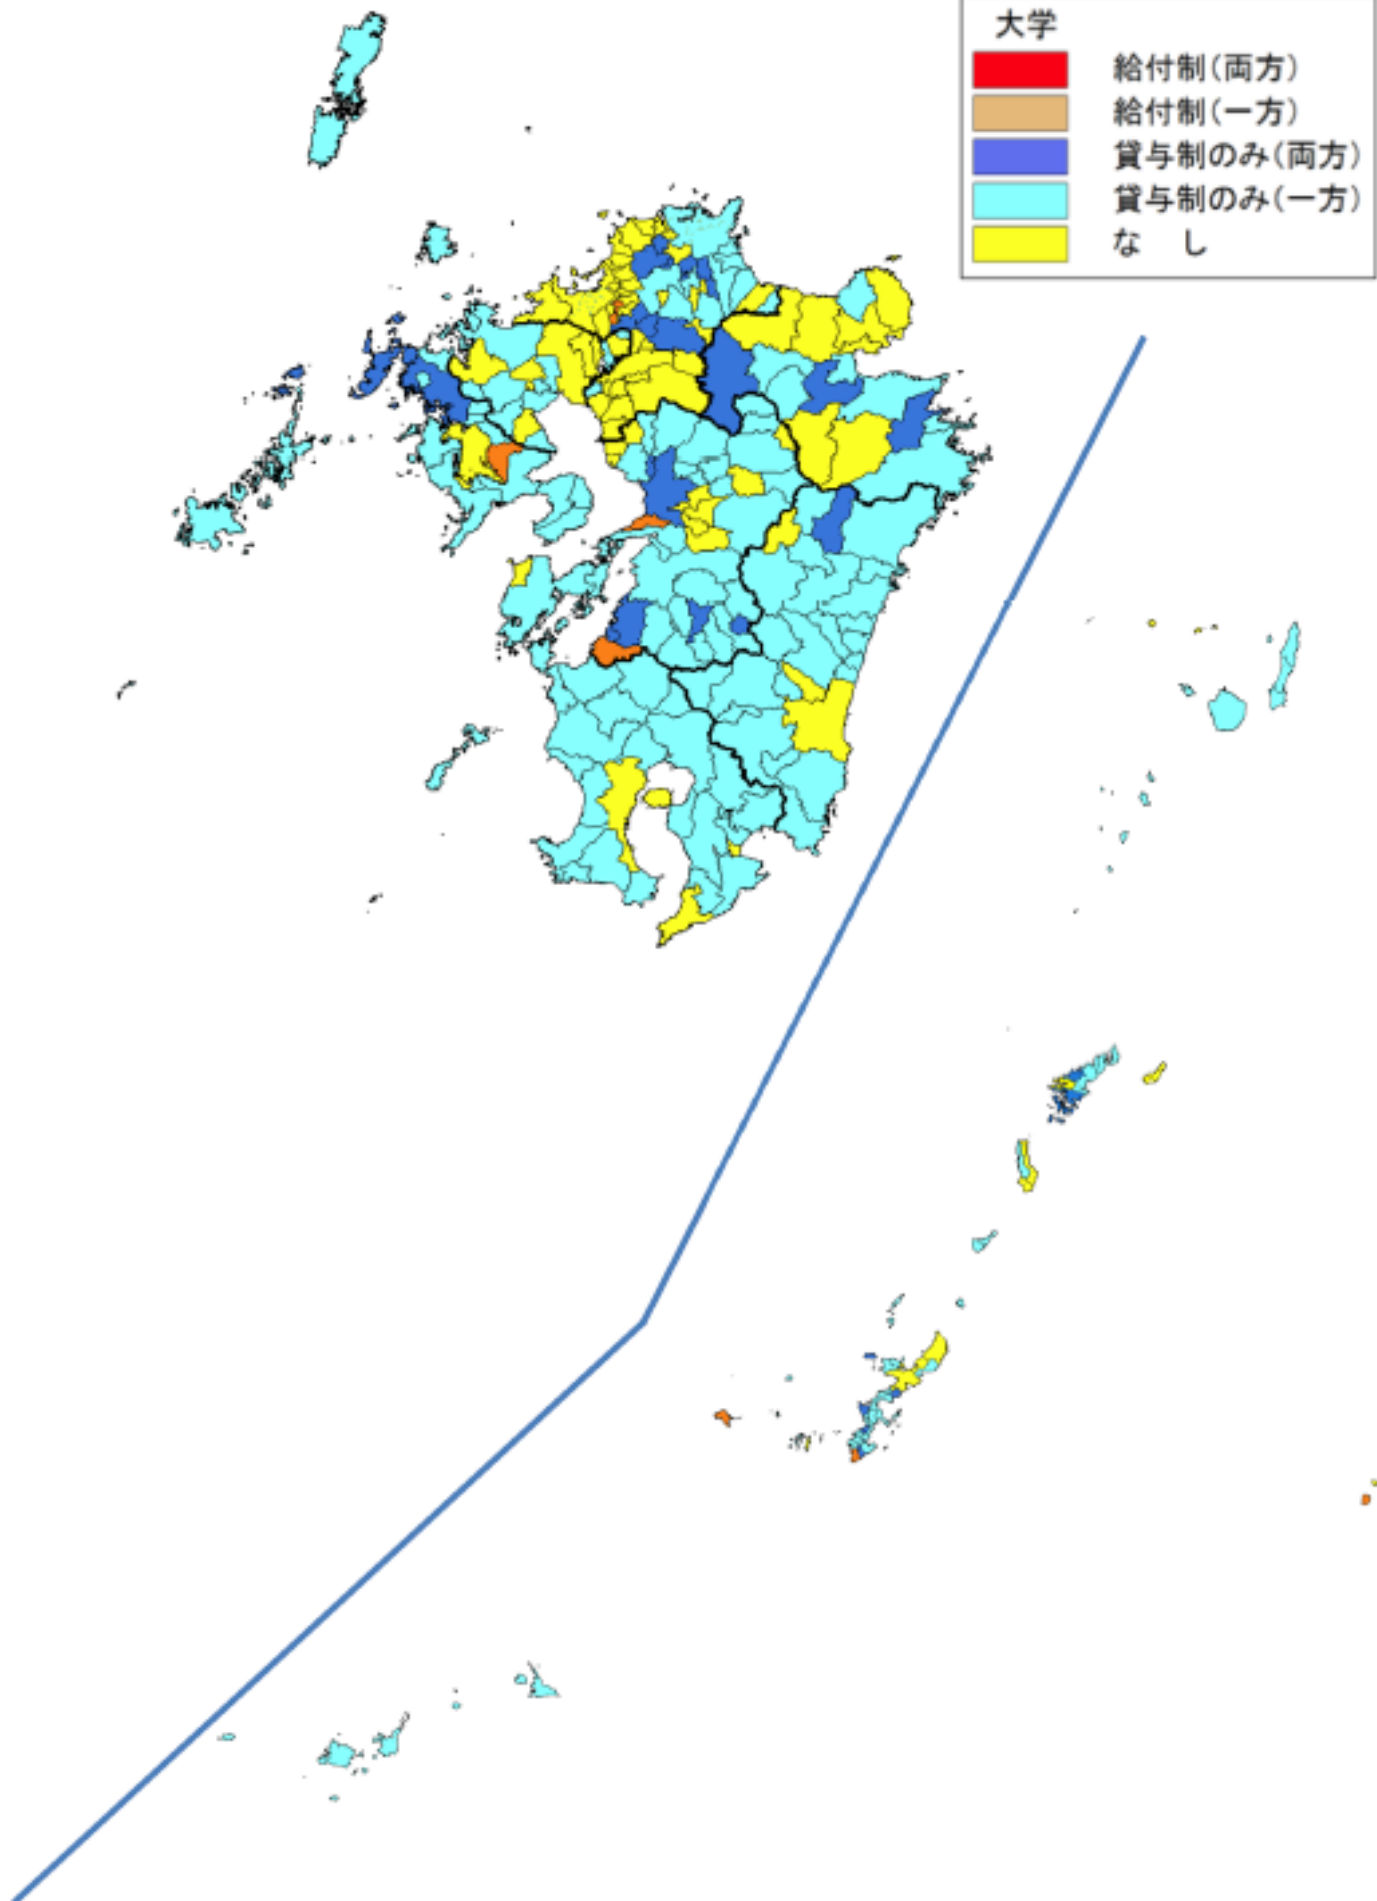 大学
給付制(両方)
給付制(一方)
貸与制のみ(両方)
貸与制のみ(一方)
な し